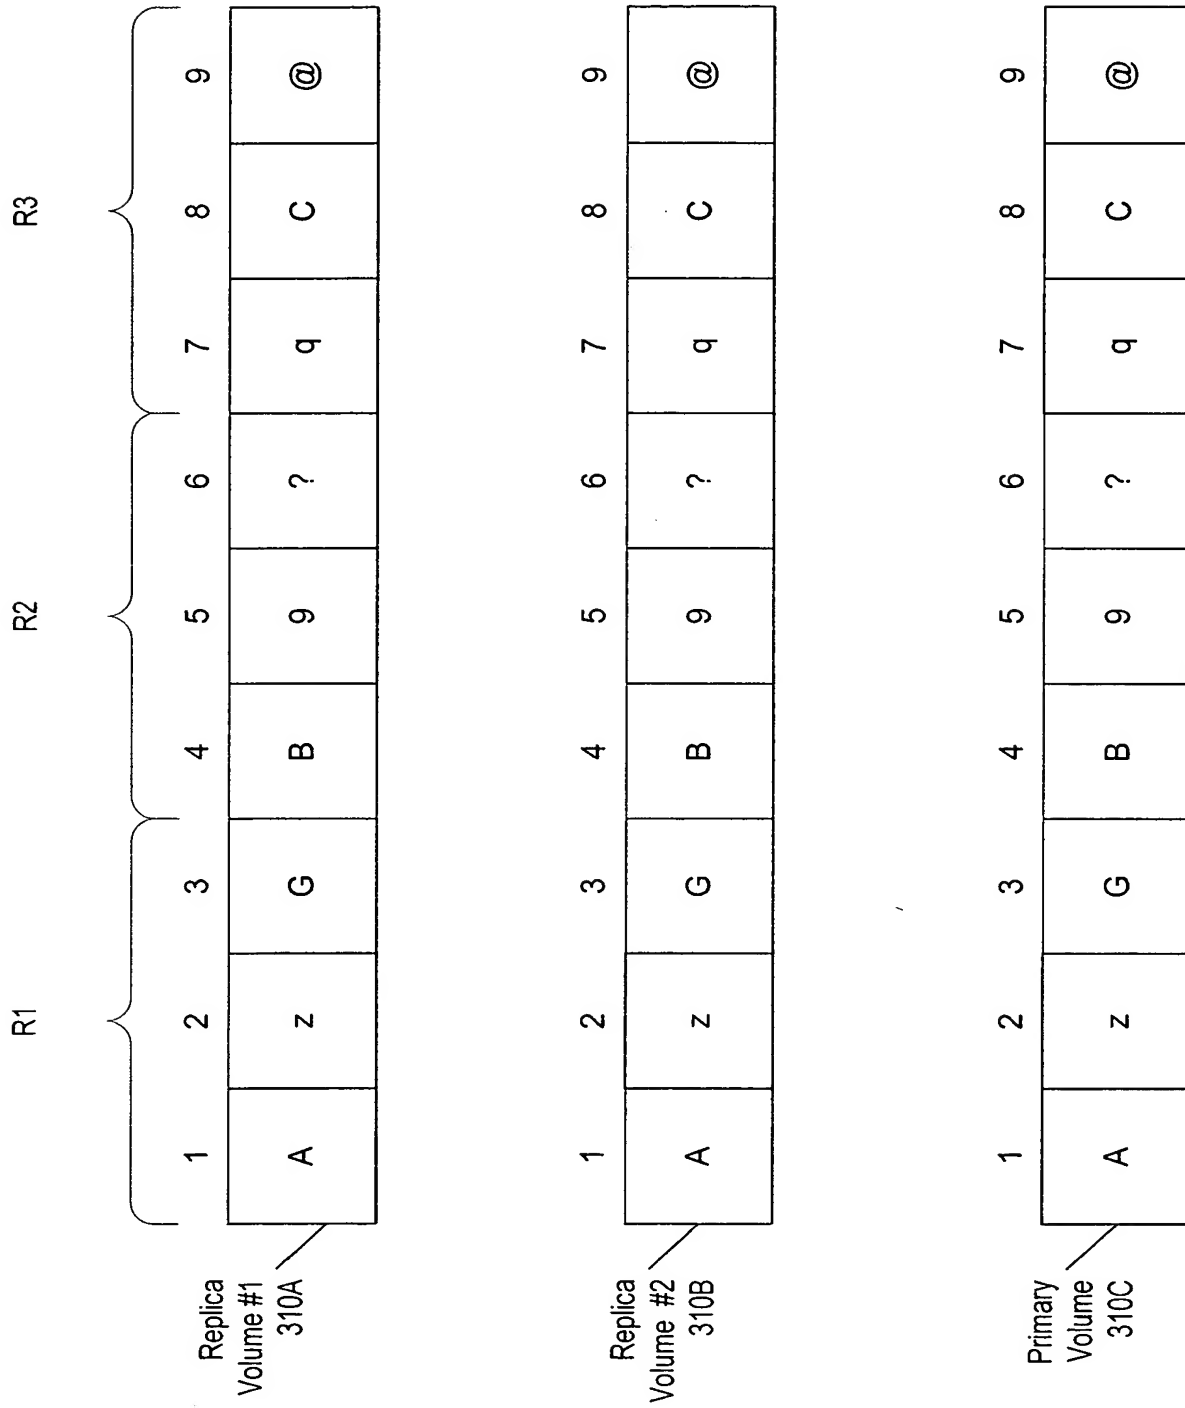 R1 R2 R3
1 2 3 4 5 6 7 8 9
Replica
Volume #1
310A
A z G B 9 ? q C @
1 2 3 4 5 6 7 8 9
Replica
Volume #2
310B
A z G B 9 ? q C @
1 2 3 4 5 6 7 8 9
Primary
Volume
310C
A z G B 9 ? q C @